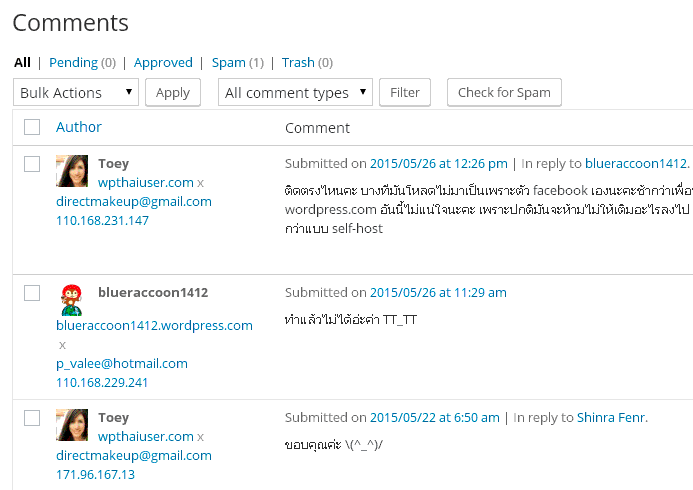 Comments
All | Pending (0) | Approved | Spam (1) | Trash (0)
Bulk Actions Apply All comment types Filter Check for Spam
Author Comment
Toey
wpthaiuser.com x
directmakeup@gmail.com
110.168.231.147
Submitted on 2015/05/26 at 12:26 pm | In reply to blueraccoon1412.
ติดตรงไหนคะ บางทีมันโหลดไม่มาเป็นเพราะตัว facebook เองนะคะช้ากว่าเพื่อ
wordpress.com อันนี้ไม่แน่ใจนะคะ เพราะปกติมันจะห้ามไม่ให้เติมอะไรลงไป
กว่าแบบ self-host
blueraccoon1412
blueraccoon1412.wordpress.com
x
p_valee@hotmail.com
110.168.229.241
Submitted on 2015/05/26 at 11:29 am
ทำแล้วไม่ได้อ่ะค่า TT_TT
Toey
wpthaiuser.com x
directmakeup@gmail.com
171.96.167.13
Submitted on 2015/05/22 at 6:50 am | In reply to Shinra Fenr.
ขอบคุณค่ะ \(^_^)/